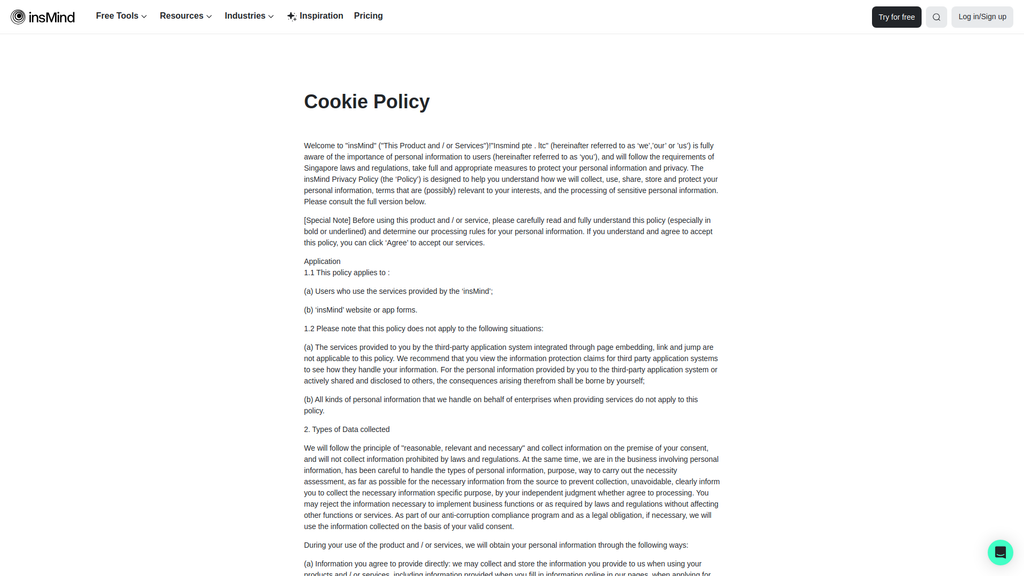 insMind Free Tools Resources Industries Inspiration Pricing Try for free Log in/Sign up
Cookie Policy
Welcome to "insMind" ("This Product and / or Services")!"Insmind pte . ltc" (hereinafter referred to as ‘we’,’our’ or ’us’) is fully
aware of the importance of personal information to users (hereinafter referred to as ‘you’), and will follow the requirements of
Singapore laws and regulations, take full and appropriate measures to protect your personal information and privacy. The
insMind Privacy Policy (the ‘Policy’) is designed to help you understand how we will collect, use, share, store and protect your
personal information, terms that are (possibly) relevant to your interests, and the processing of sensitive personal information.
Please consult the full version below.
[Special Note] Before using this product and / or service, please carefully read and fully understand this policy (especially in
bold or underlined) and determine our processing rules for your personal information. If you understand and agree to accept
this policy, you can click ‘Agree’ to accept our services.
Application
1.1 This policy applies to :
(a) Users who use the services provided by the ‘insMind’;
(b) ‘insMind’ website or app forms.
1.2 Please note that this policy does not apply to the following situations:
(a) The services provided to you by the third-party application system integrated through page embedding, link and jump are
not applicable to this policy. We recommend that you view the information protection claims for third party application systems
to see how they handle your information. For the personal information provided by you to the third-party application system or
actively shared and disclosed to others, the consequences arising therefrom shall be borne by yourself;
(b) All kinds of personal information that we handle on behalf of enterprises when providing services do not apply to this
policy.
2. Types of Data collected
We will follow the principle of "reasonable, relevant and necessary" and collect information on the premise of your consent,
and will not collect information prohibited by laws and regulations. At the same time, we are in the business involving personal
information, has been careful to handle the types of personal information, purpose, way to carry out the necessity
assessment, as far as possible for the necessary information from the source to prevent collection, unavoidable, clearly inform
you to collect the necessary information specific purpose, by your independent judgment whether agree to processing. You
may reject the information necessary to implement business functions or as required by laws and regulations without affecting
other functions or services. As part of our anti-corruption compliance program and as a legal obligation, if necessary, we will
use the information collected on the basis of your valid consent.
During your use of the product and / or services, we will obtain your personal information through the following ways:
(a) Information you agree to provide directly: we may collect and store the information you provide to us when using your
products and / or services, including information provided when you fill in information online in our pages, when applying for